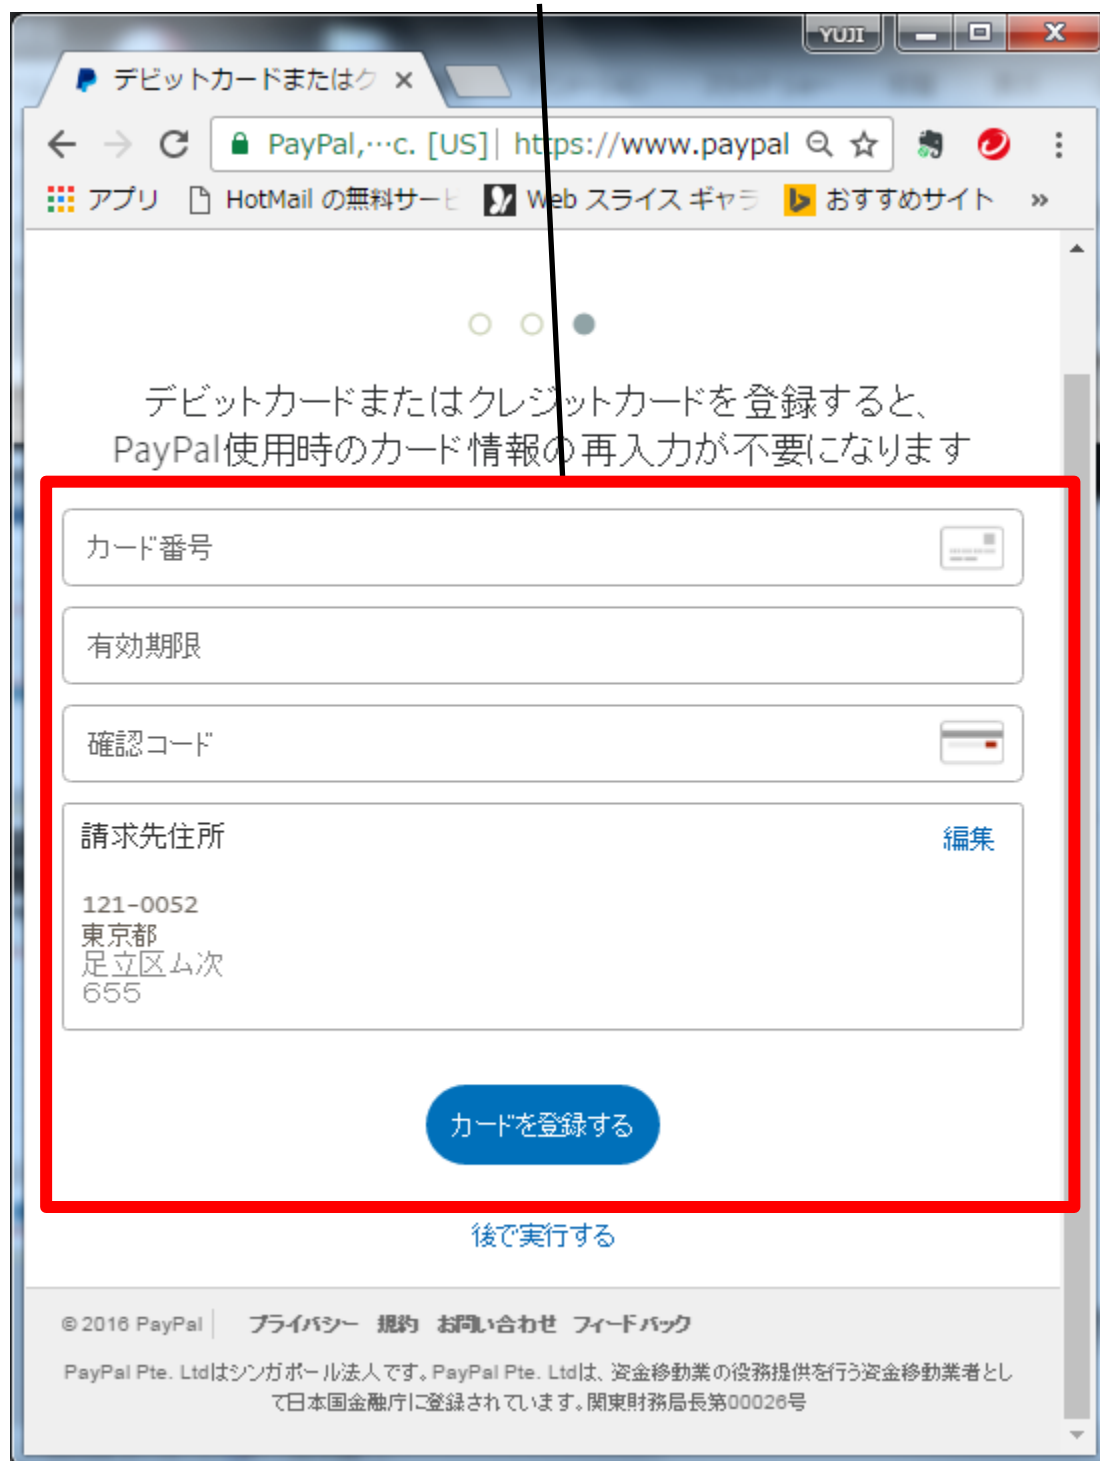 YUJI
デビットカードまたはク
PayPal,…c. [US] https://www.paypal
アプリ HotMail の無料サービ Web スライス ギャラ おすすめサイト »
デビットカードまたはクレジットカードを登録すると、
PayPal使用時のカード情報の再入力が不要になります
カード番号
有効期限
確認コード
請求先住所 編集
121-0052
東京都
足立区ム次
655
カードを登録する
後で実行する
© 2016 PayPal プライバシー 規約 お問い合わせ フィードバック
PayPal Pte. Ltdはシンガポール法人です。PayPal Pte. Ltdは、資金移動業の役務提供を行う資金移動業者とし
て日本国金融庁に登録されています。関東財務局長第00026号